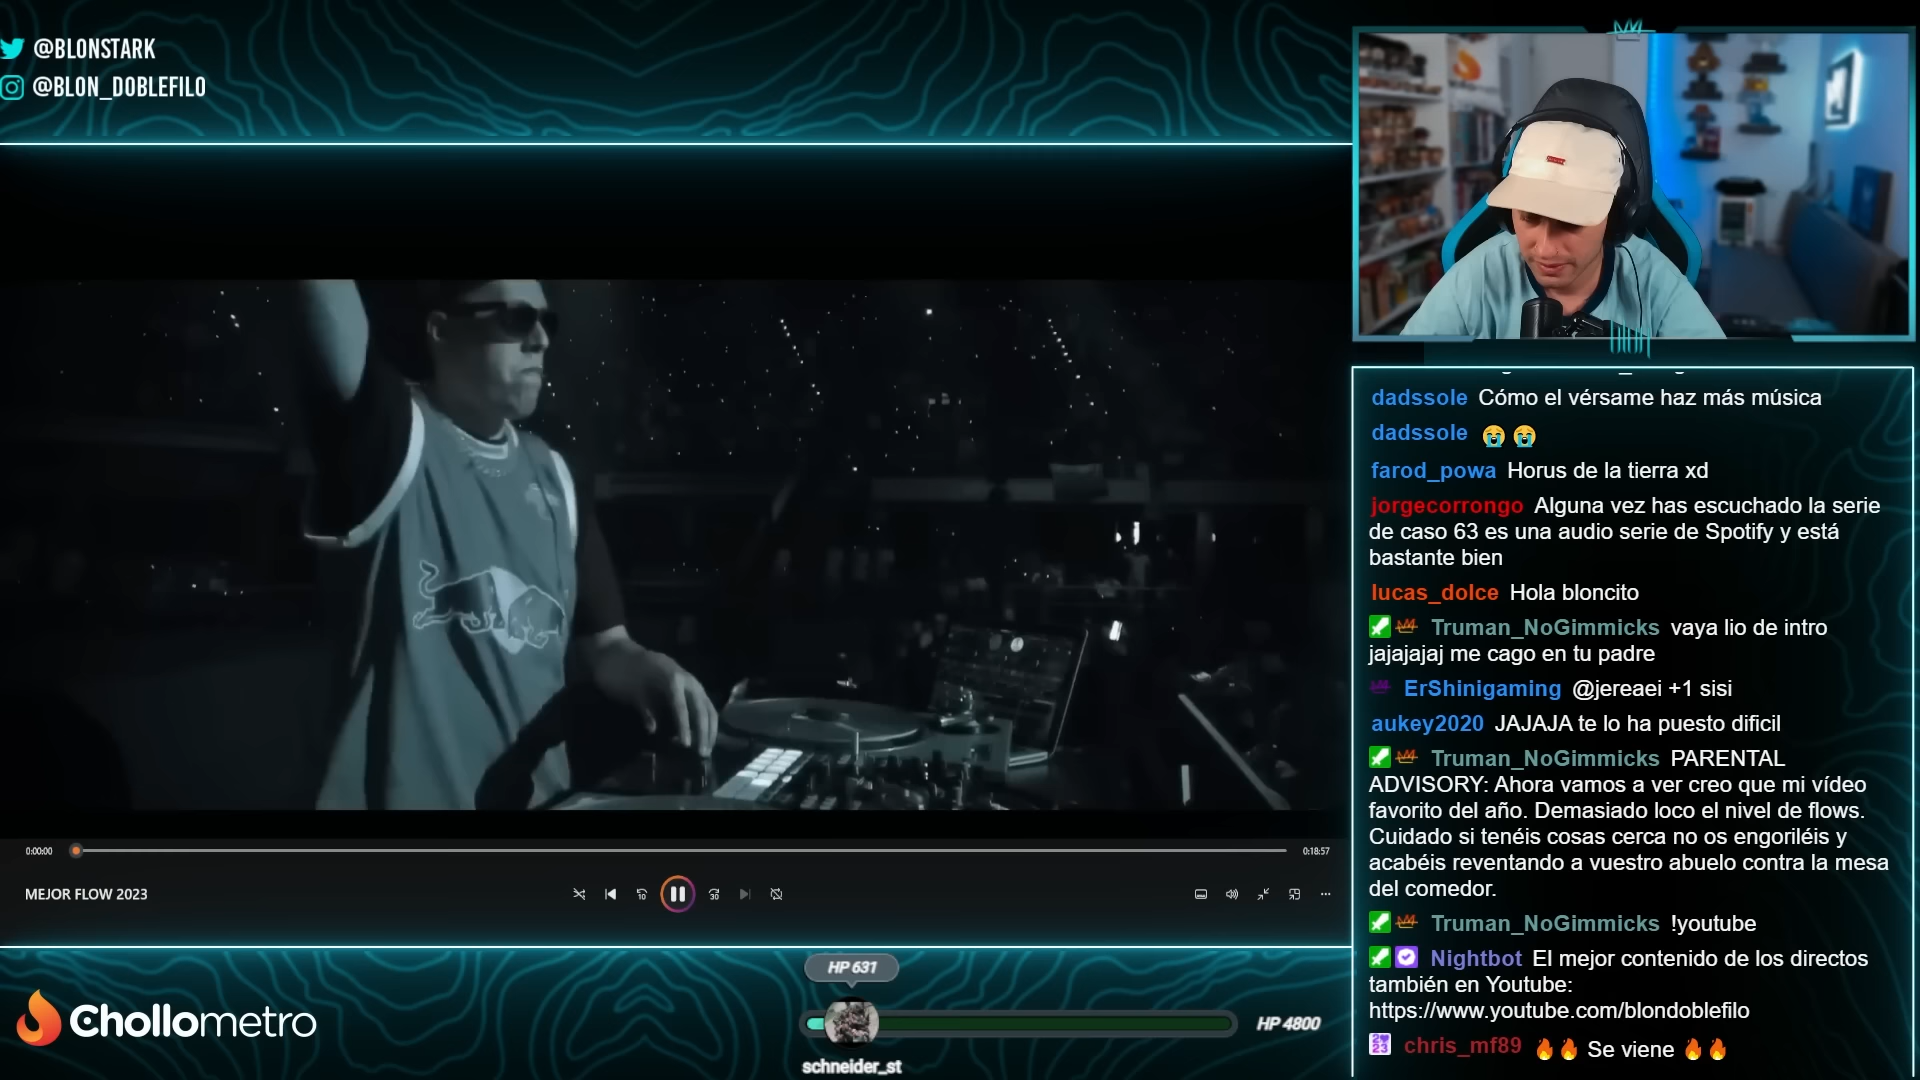 @BLONSTARK
@BLON_DOBLEFILO
dadssole Cómo el vérsame haz más música
dadssole 😭 😭
farod_powa Horus de la tierra xd
jorgecorrongo Alguna vez has escuchado la serie
de caso 63 es una audio serie de Spotify y está
bastante bien
lucas_dolce Hola bloncito
Truman_NoGimmicks vaya lio de intro
jajajajaj me cago en tu padre
ErShinigaming @jereaei +1 sisi
aukey2020 JAJAJA te lo ha puesto dificil
Truman_NoGimmicks PARENTAL
ADVISORY: Ahora vamos a ver creo que mi vídeo
favorito del año. Demasiado loco el nivel de flows.
Cuidado si tenéis cosas cerca no os engoriléis y
acabéis reventando a vuestro abuelo contra la mesa
del comedor.
Truman_NoGimmicks !youtube
Nightbot El mejor contenido de los directos
también en Youtube:
https://www.youtube.com/blondoblefilo
chris_mf89 🔥🔥 Se viene 🔥🔥
0:00:00
0:18:57
MEJOR FLOW 2023
10
30
HP 631
HP 4800
schneider_st
Chollometro